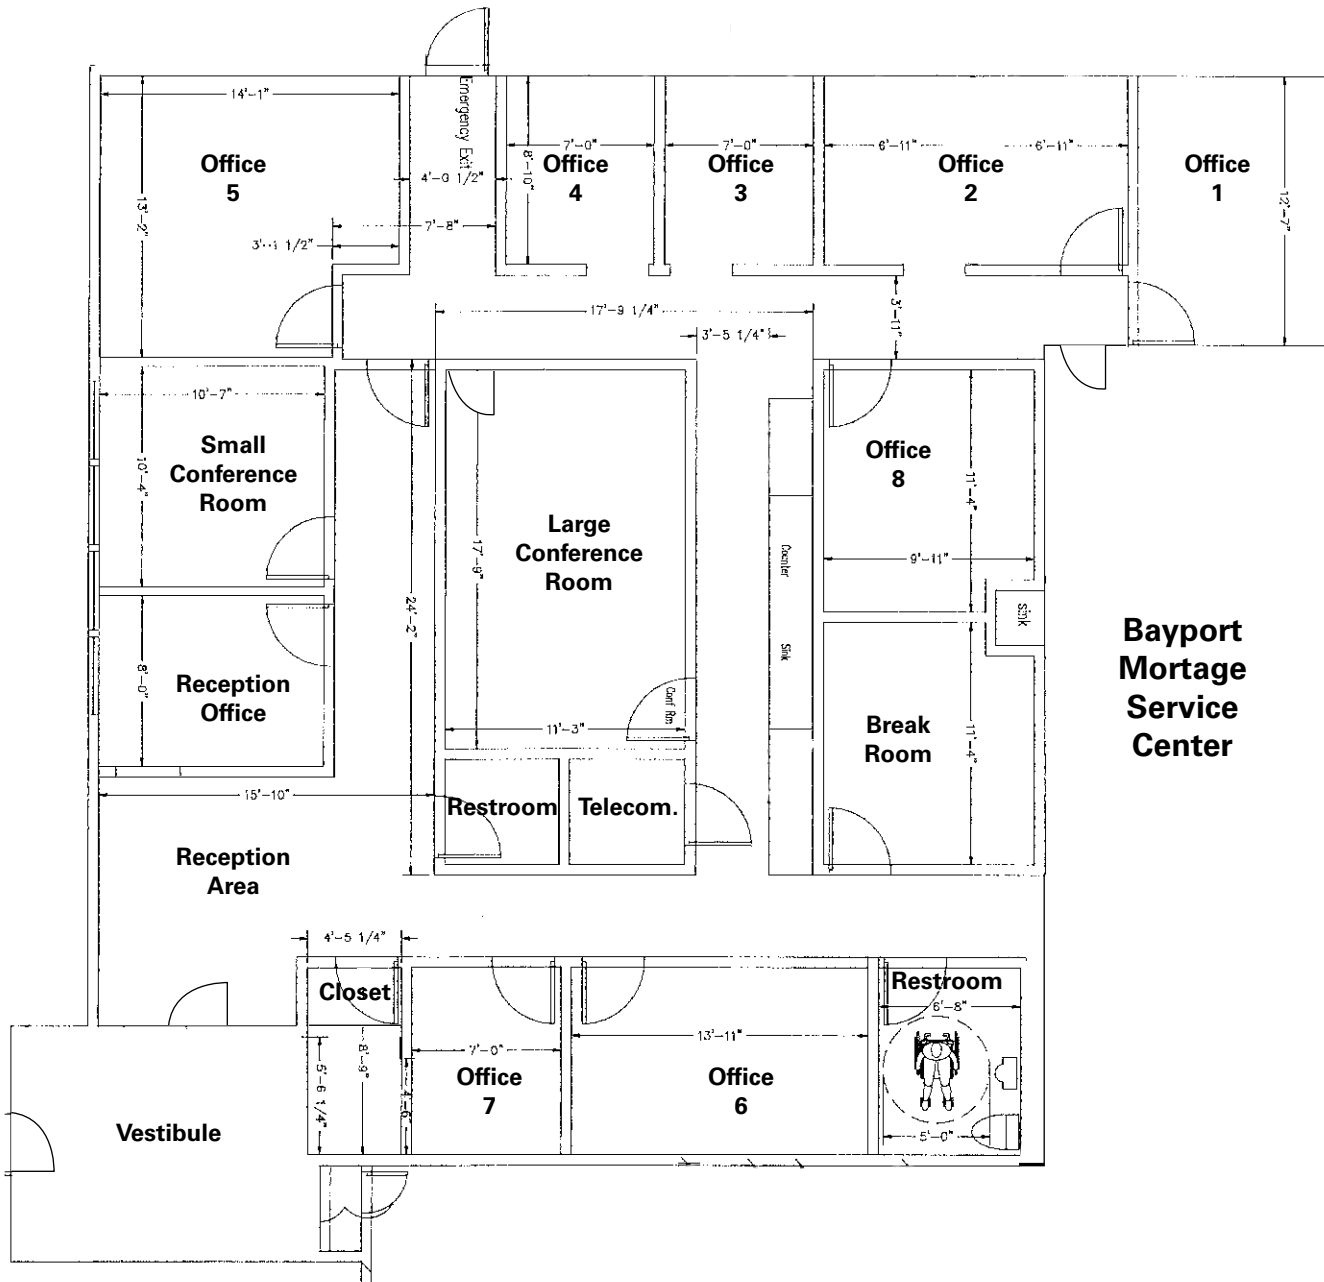 Emergency Exit
14'-1"
Office
5
13'-2"
3'-1 1/2"
4'-0 1/2"
7'-8"
8'-10"
7'-0"
Office
4
7'-0"
Office
3
6'-11"
6'-11"
Office
2
Office
1
12'-7"
17'-9 1/4"
3'-5 1/4"
3'-11"
10'-7"
Small
Conference
Room
10'-4"
Large
Conference
Room
17'-9"
24'-2"
Office
8
11'-4"
9'-11"
Counter
Sink
sink
Bayport
Mortage
Service
Center
8'-0"
Reception
Office
Conf Rm
11'-3"
Break
Room
11'-4"
15'-10"
Restroom
Telecom.
Reception
Area
4'-5 1/4"
Closet
Restroom
6'-8"
8'-9"
5'-6 1/4"
4'-6"
7'-0"
Office
7
13'-11"
Office
6
5'-0"
Vestibule